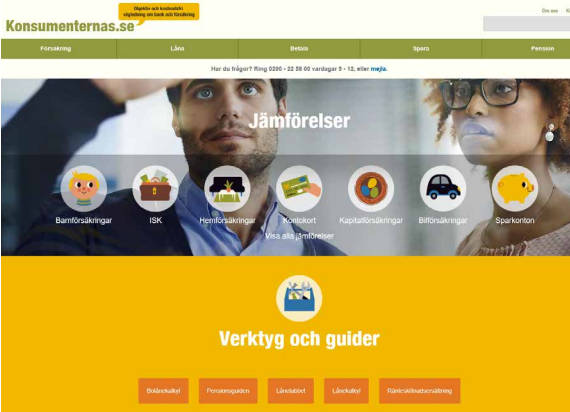 Objektiv och kostnadsfri
vägledning om bank och försäkring
Om oss
Konsumenternas.se
Försäkring Låna Betala Spara Pension
Har du frågor? Ring 0200 - 22 58 00 vardagar 9 - 12, eller mejla.
Jämförelser
Barnförsäkringar ISK Hemförsäkringar Kontokort Kapitalförsäkringar Bilförsäkringar Sparkonton
Visa alla jämförelser
Verktyg och guider
Bolånekalkyl Pensionsguiden Lånelabbet Lånekalkyl Ränteskillnadsersättning